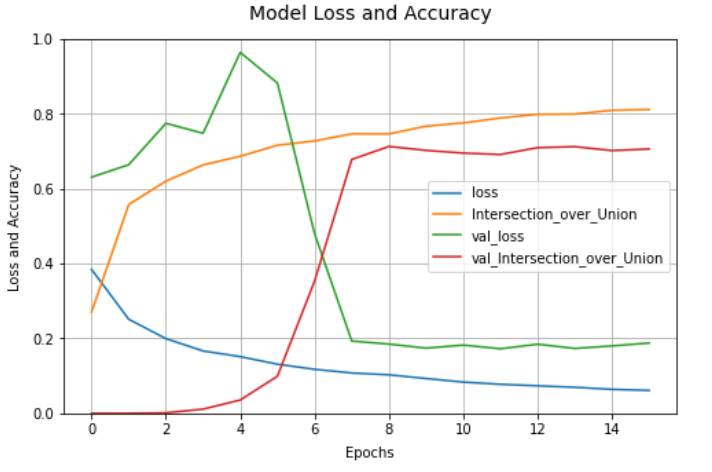 Model Loss and Accuracy
1.0
0.8
0.6
0.4
0.2
0.0
Loss and Accuracy
loss
Intersection_over_Union
val_loss
val_Intersection_over_Union
0 2 4 6 8 10 12 14
Epochs